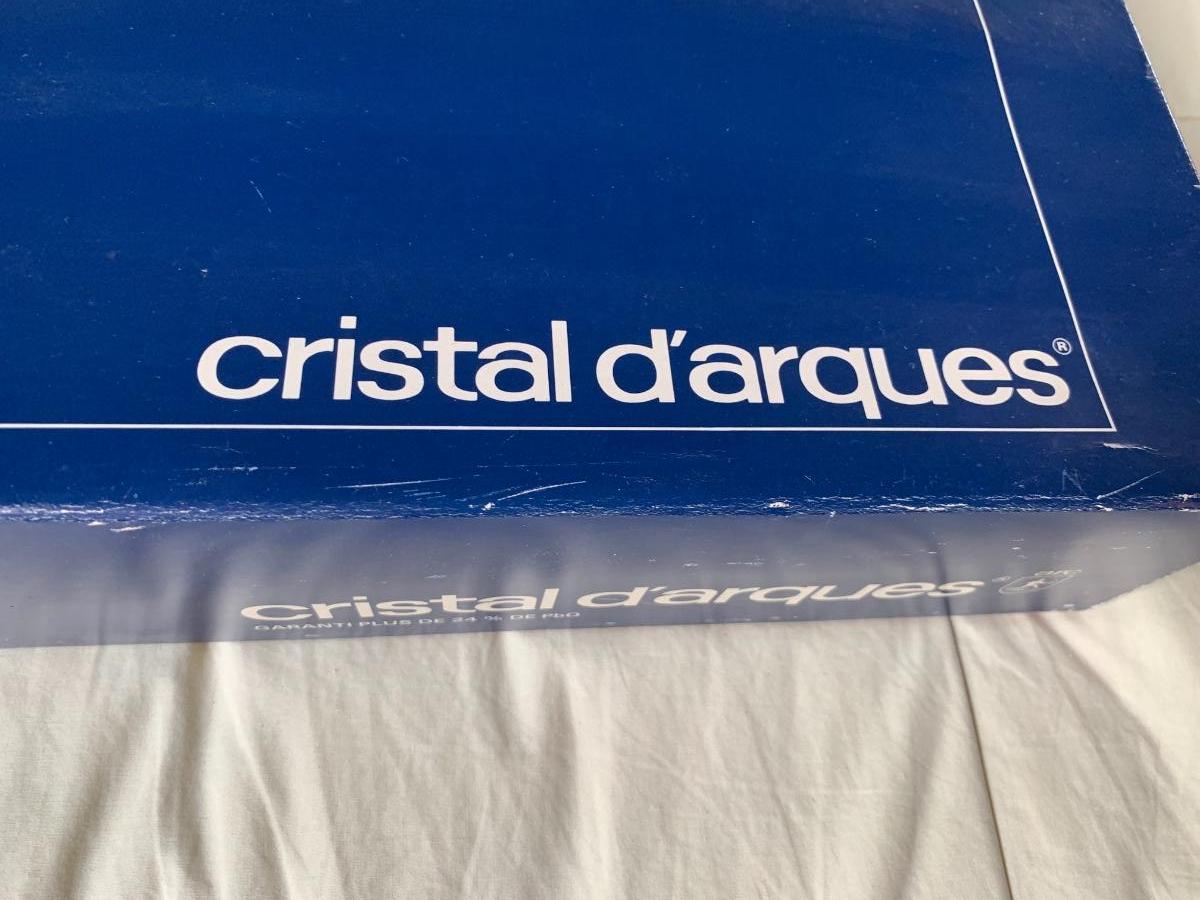 cristal d'arques®
cristal d'arques®
GARANTI PLUS DE 24 % DE PbO